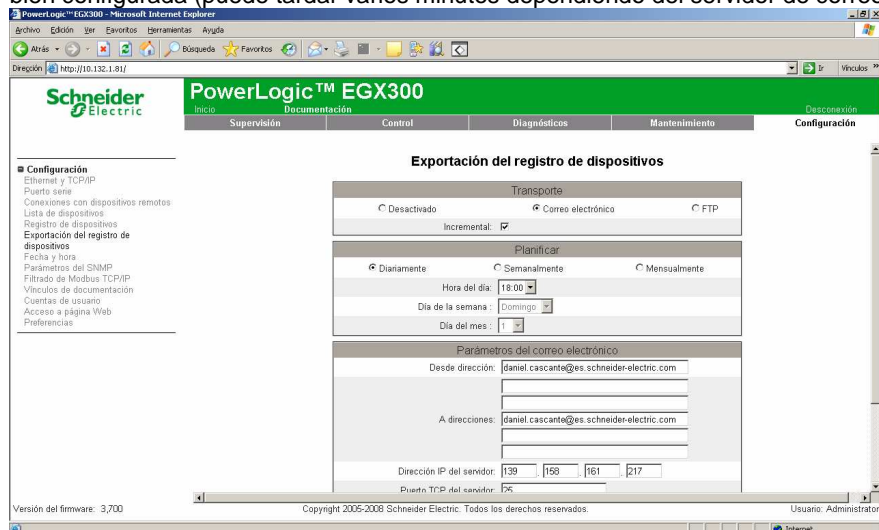 bien configurada (puede tardar varios minutos dependiendo del servidor de correo
PowerLogic™ EGX300 - Microsoft Internet Explorer
Archivo Edición Ver Favoritos Herramientas Ayuda
Atrás Búsqueda Favoritos
Dirección http://10.132.1.81/ Ir Vínculos »
Schneider Electric
PowerLogic™ EGX300
Inicio Documentación Desconexión
Supervisión Control Diagnósticos Mantenimiento Configuración
Configuración
Ethernet y TCP/IP
Puerto serie
Conexiones con dispositivos remotos
Lista de dispositivos
Registro de dispositivos
Exportación del registro de
dispositivos
Fecha y hora
Parámetros del SNMP
Filtrado de Modbus TCP/IP
Vínculos de documentación
Cuentas de usuario
Acceso a página Web
Preferencias
Exportación del registro de dispositivos
Transporte
Desactivado Correo electrónico FTP
Incremental:
Planificar
Diariamente Semanalmente Mensualmente
Hora del día: 18:00
Día de la semana : Domingo
Día del mes : 1
Parámetros del correo electrónico
Desde dirección: daniel.cascante@es.schneider-electric.com
A direcciones: daniel.cascante@es.schneider-electric.com
Dirección IP del servidor: 139 . 158 . 161 . 217
Puerto TCP del servidor: 25
Versión del firmware: 3,700
Copyright 2005-2008 Schneider Electric. Todos los derechos reservados.
Usuario: Administrator
Internet